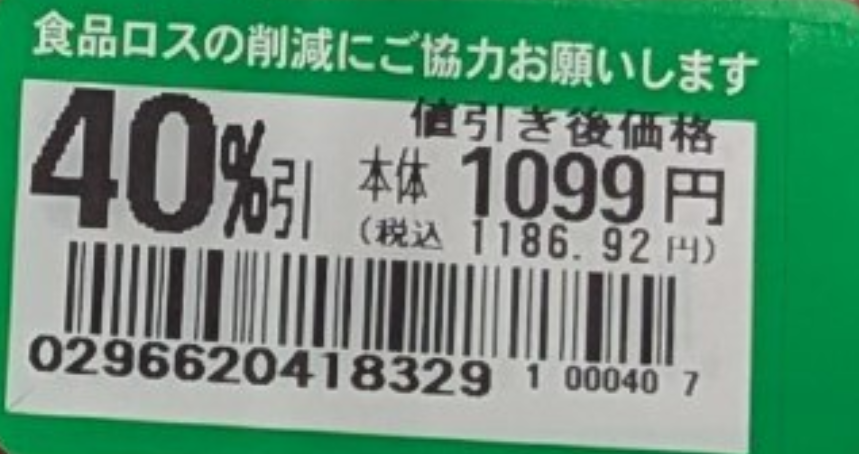 食品ロスの削減にご協力お願いします
40%引
値引き後価格
本体 1099円
(税込 1186.92円)
0296620418329 1 00040 7